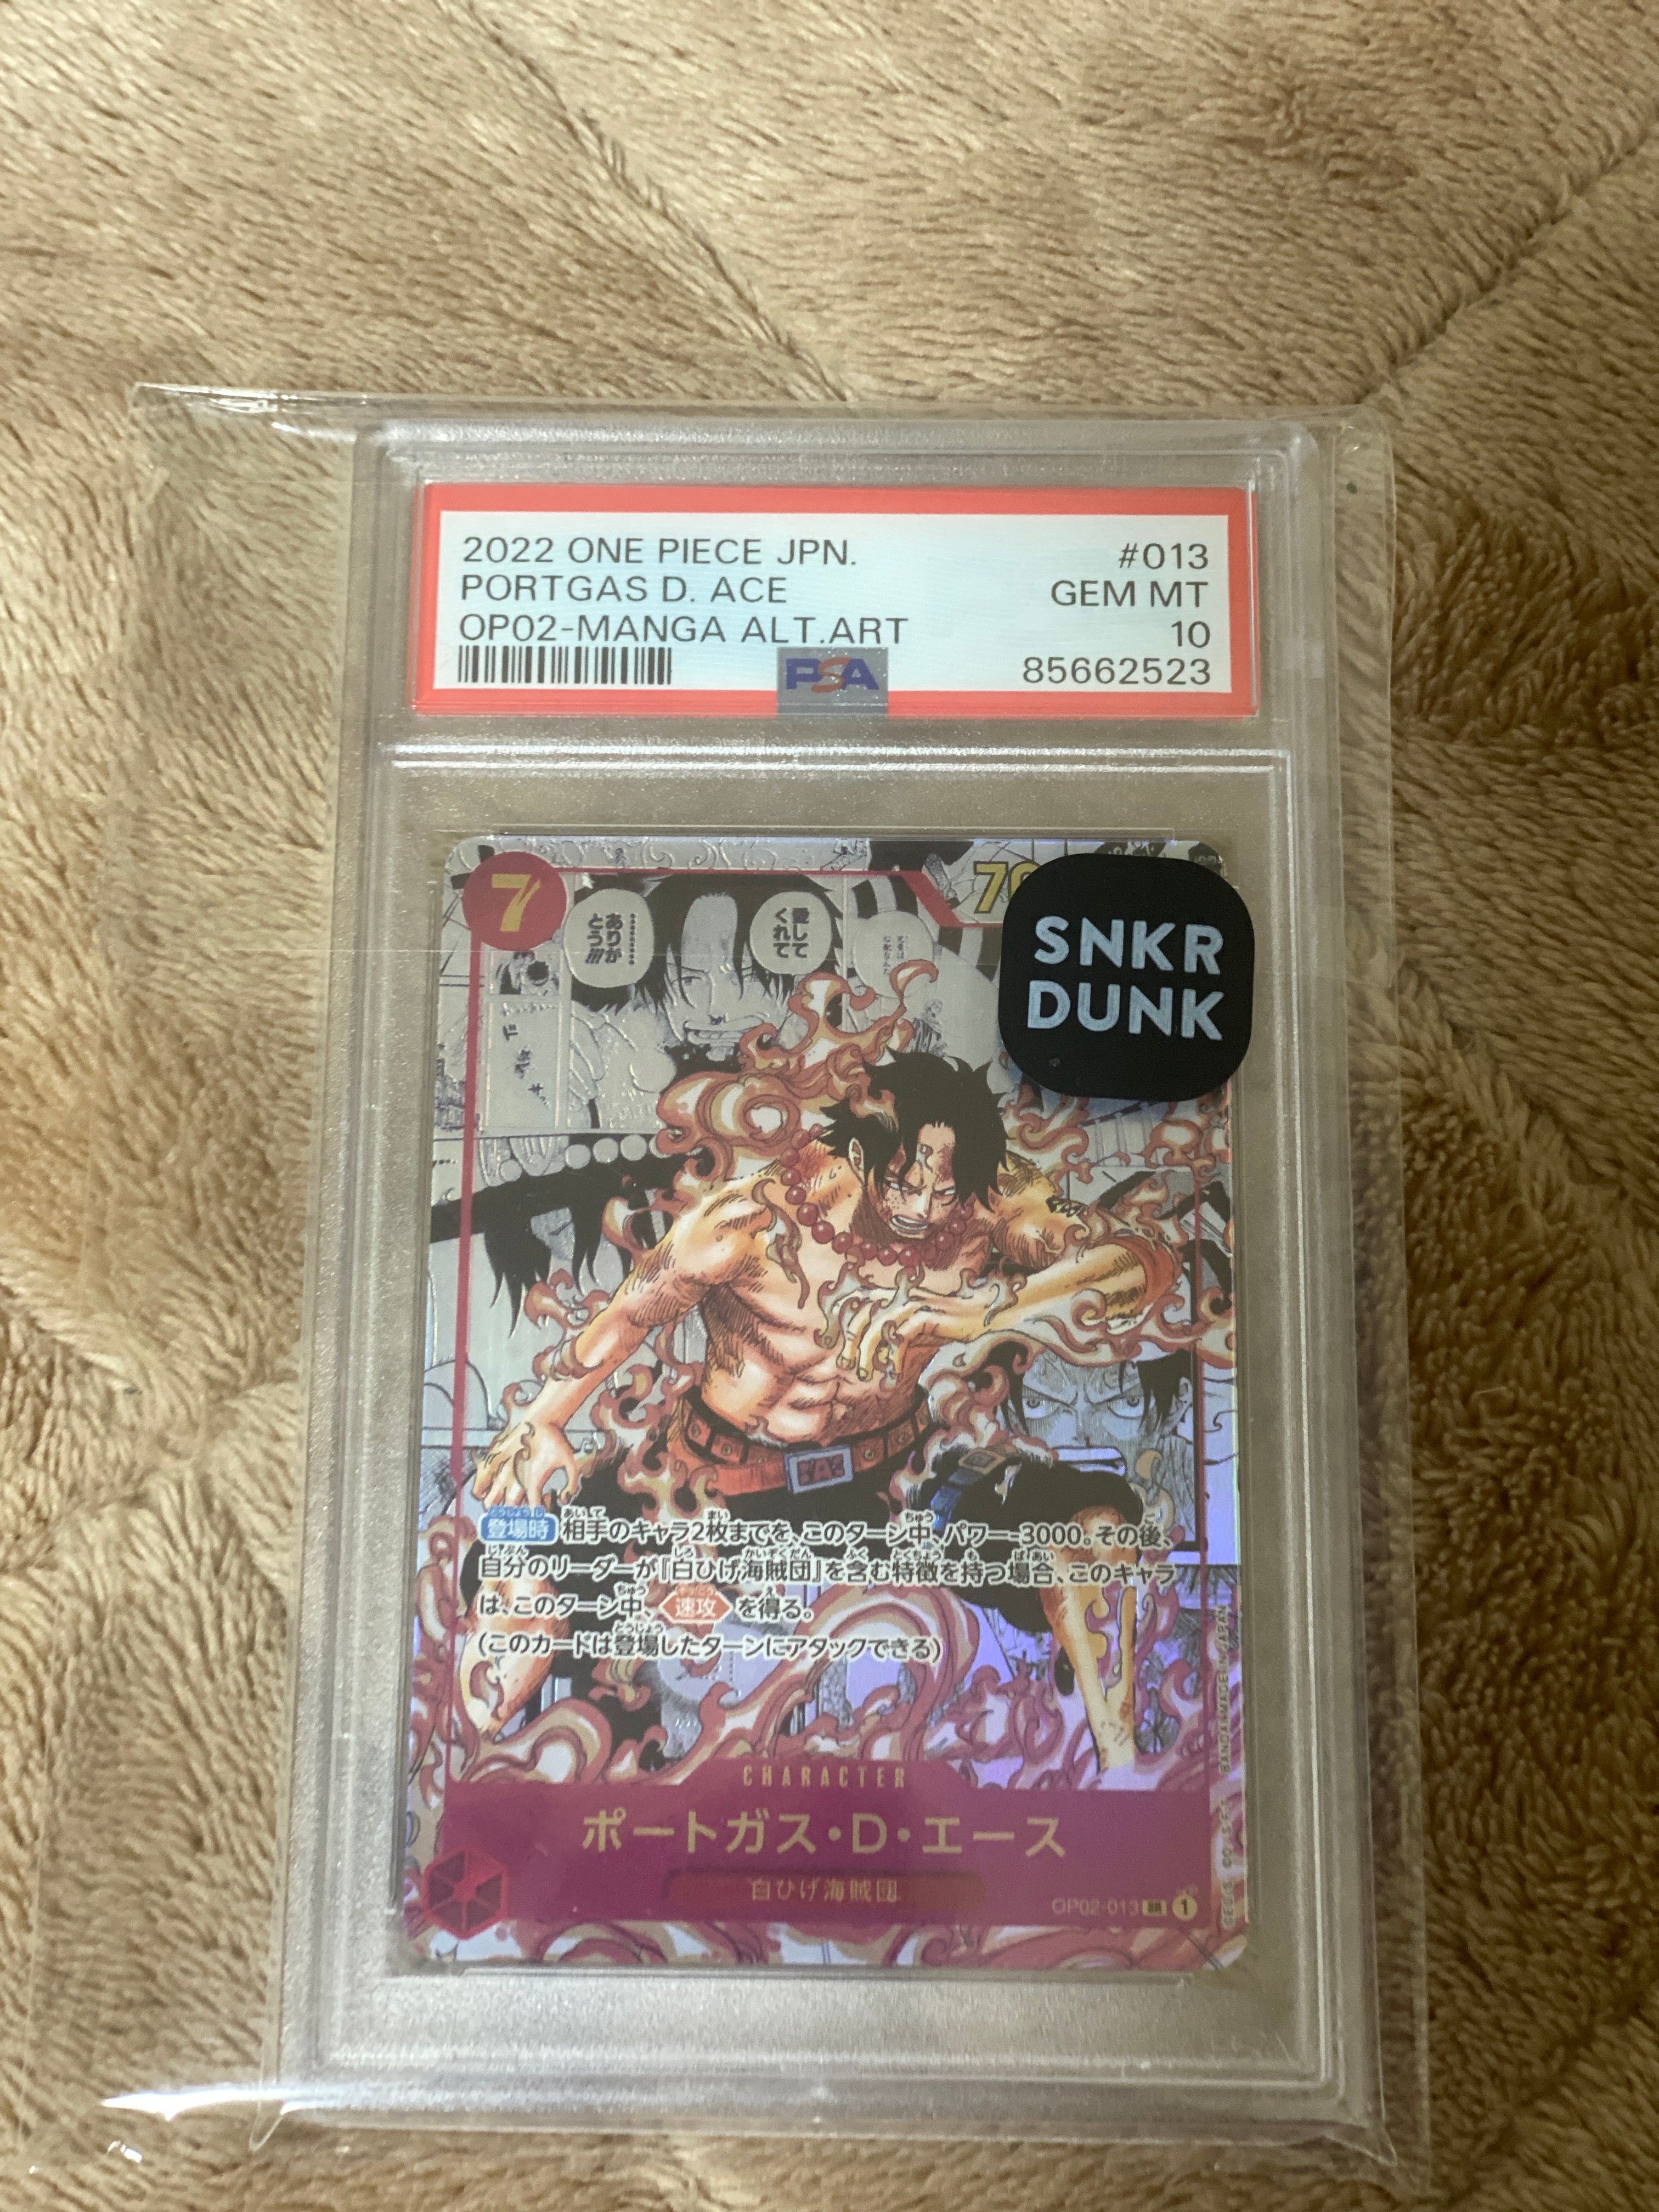 2022 ONE PIECE JPN. #013
PORTGAS D. ACE GEM MT
OP02-MANGA ALT.ART 10
PSA 85662523
7
70
SNKR
DUNK
愛して
くれて
………
ありが
とう!!!
登場時 相手のキャラ2枚までを、このターン中、パワー-3000。その後、
自分のリーダーが『白ひげ海賊団』を含む特徴を持つ場合、このキャラ
は、このターン中、速攻 を得る。
(このカードは登場したターンにアタックできる)
CHARACTER
ポートガス・D・エース
白ひげ海賊団
OP02-013 SR 1
BANDAI MADE IN JAPAN